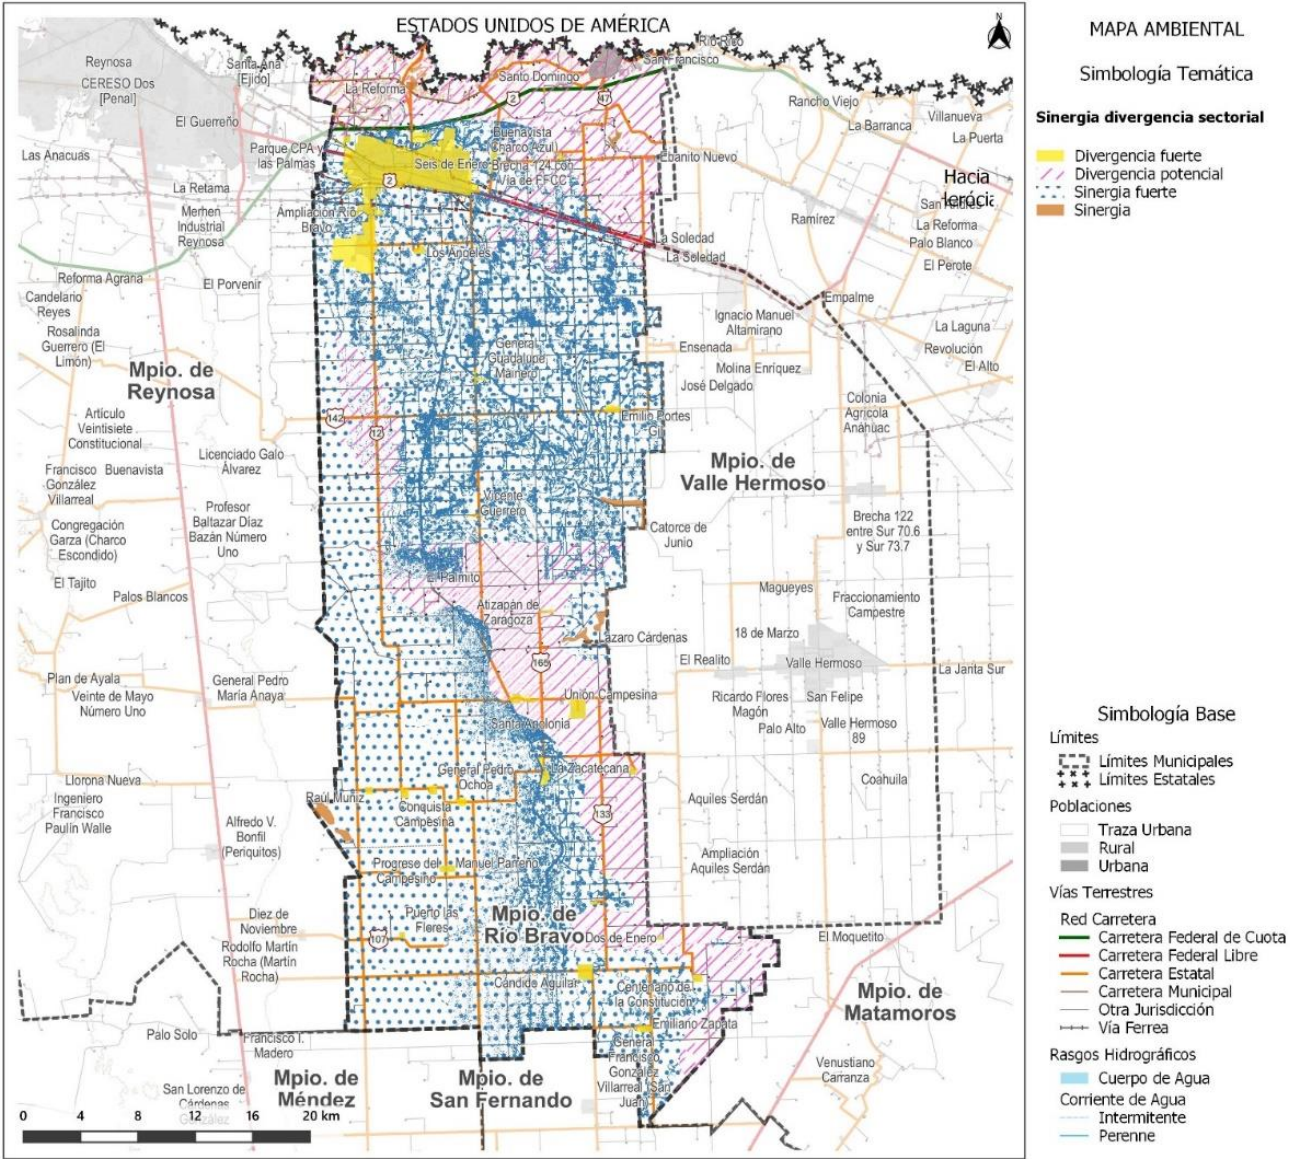 ESTADOS UNIDOS DE AMÉRICA
N
Río Rico
San Francisco
Reynosa
CERESO Dos
[Penal]
Santa Ana
[Ejido]
La Reforma
Santo Domingo
2
47
Rancho Viejo
Villanueva
La Barranca
La Puerta
El Guerreño
Las Anacuás
Parque CPA y
las Palmas
Buenavista
(Charco Azul)
Seis de Enero
Brecha 124 con
Vía de FFCC
Ebanito Nuevo
Hacia
La Retama
2
Merhen
Industrial
Reynosa
Ampliación Río
Bravo
Ramírez
La Reforma
Palo Blanco
La Soledad
Los Ángeles
La Soledad
El Perote
Reforma Agraria
El Porvenir
Candelario
Reyes
Empalme
Rosalinda
Guerrero (El
Limón)
Ignacio Manuel
Altamirano
La Laguna
General
Guadalupe
Mainero
Ensenada
Revolución
Molina Enríquez
El Alto
Mpio. de
Reynosa
José Delgado
Artículo
Veintisiete
Constitucional
142
12
Emilio Portes
Gil
Colonia
Agrícola
Anáhuac
Licenciado Galo
Álvarez
Francisco
González
Villarreal
Buenavista
Mpio. de
Valle Hermoso
Vicente
Guerrero
Profesor
Baltazar Díaz
Bazán Número
Uno
Congregación
Garza (Charco
Escondido)
Catorce de
Junio
Brecha 122
entre Sur 70.6
y Sur 73.7
El Tajito
El Palmito
Palos Blancos
Magueyes
Fraccionamiento
Campestre
Atizapán de
Zaragoza
Lázaro Cárdenas
18 de Marzo
165
El Realito
Valle Hermoso
La Janta Sur
Plan de Ayala
Veinte de Mayo
Número Uno
General Pedro
María Anaya
Unión Campesina
Ricardo Flores
Magón
San Felipe
Santa Apolonia
Palo Alto
Valle Hermoso
89
Llorona Nueva
General Pedro
Ochoa
La Zacatecana
Coahuila
Ingeniero
Francisco
Paulín Walle
Raúl Muñiz
Conquista
Campesina
Aquiles Serdán
133
Alfredo V.
Bonfil
(Periquitos)
Progreso del
Campesino
Manuel Parreño
Ampliación
Aquiles Serdán
Diez de
Noviembre
Puerto las
Flores
Mpio. de
Río Bravo
107
Dos de Enero
El Moquetito
Rodolfo Martín
Rocha (Martín
Rocha)
Cándido Aguilar
Centenario de
la Constitución
Mpio. de
Matamoros
Palo Solo
Francisco I.
Madero
Emiliano Zapata
General
Francisco
González
Villarreal (San
Juan)
Venustiano
Carranza
San Lorenzo de
Cárdenas
González
Mpio. de
Méndez
Mpio. de
San Fernando
0 4 8 12 16 20 km
MAPA AMBIENTAL
Simbología Temática
Sinergia divergencia sectorial
Divergencia fuerte
Divergencia potencial
Sinergia fuerte
Sinergia
Simbología Base
Límites
Límites Municipales
Límites Estatales
Poblaciones
Traza Urbana
Rural
Urbana
Vías Terrestres
Red Carretera
Carretera Federal de Cuota
Carretera Federal Libre
Carretera Estatal
Carretera Municipal
Otra Jurisdicción
Vía Ferrea
Rasgos Hidrográficos
Cuerpo de Agua
Corriente de Agua
Intermitente
Perenne